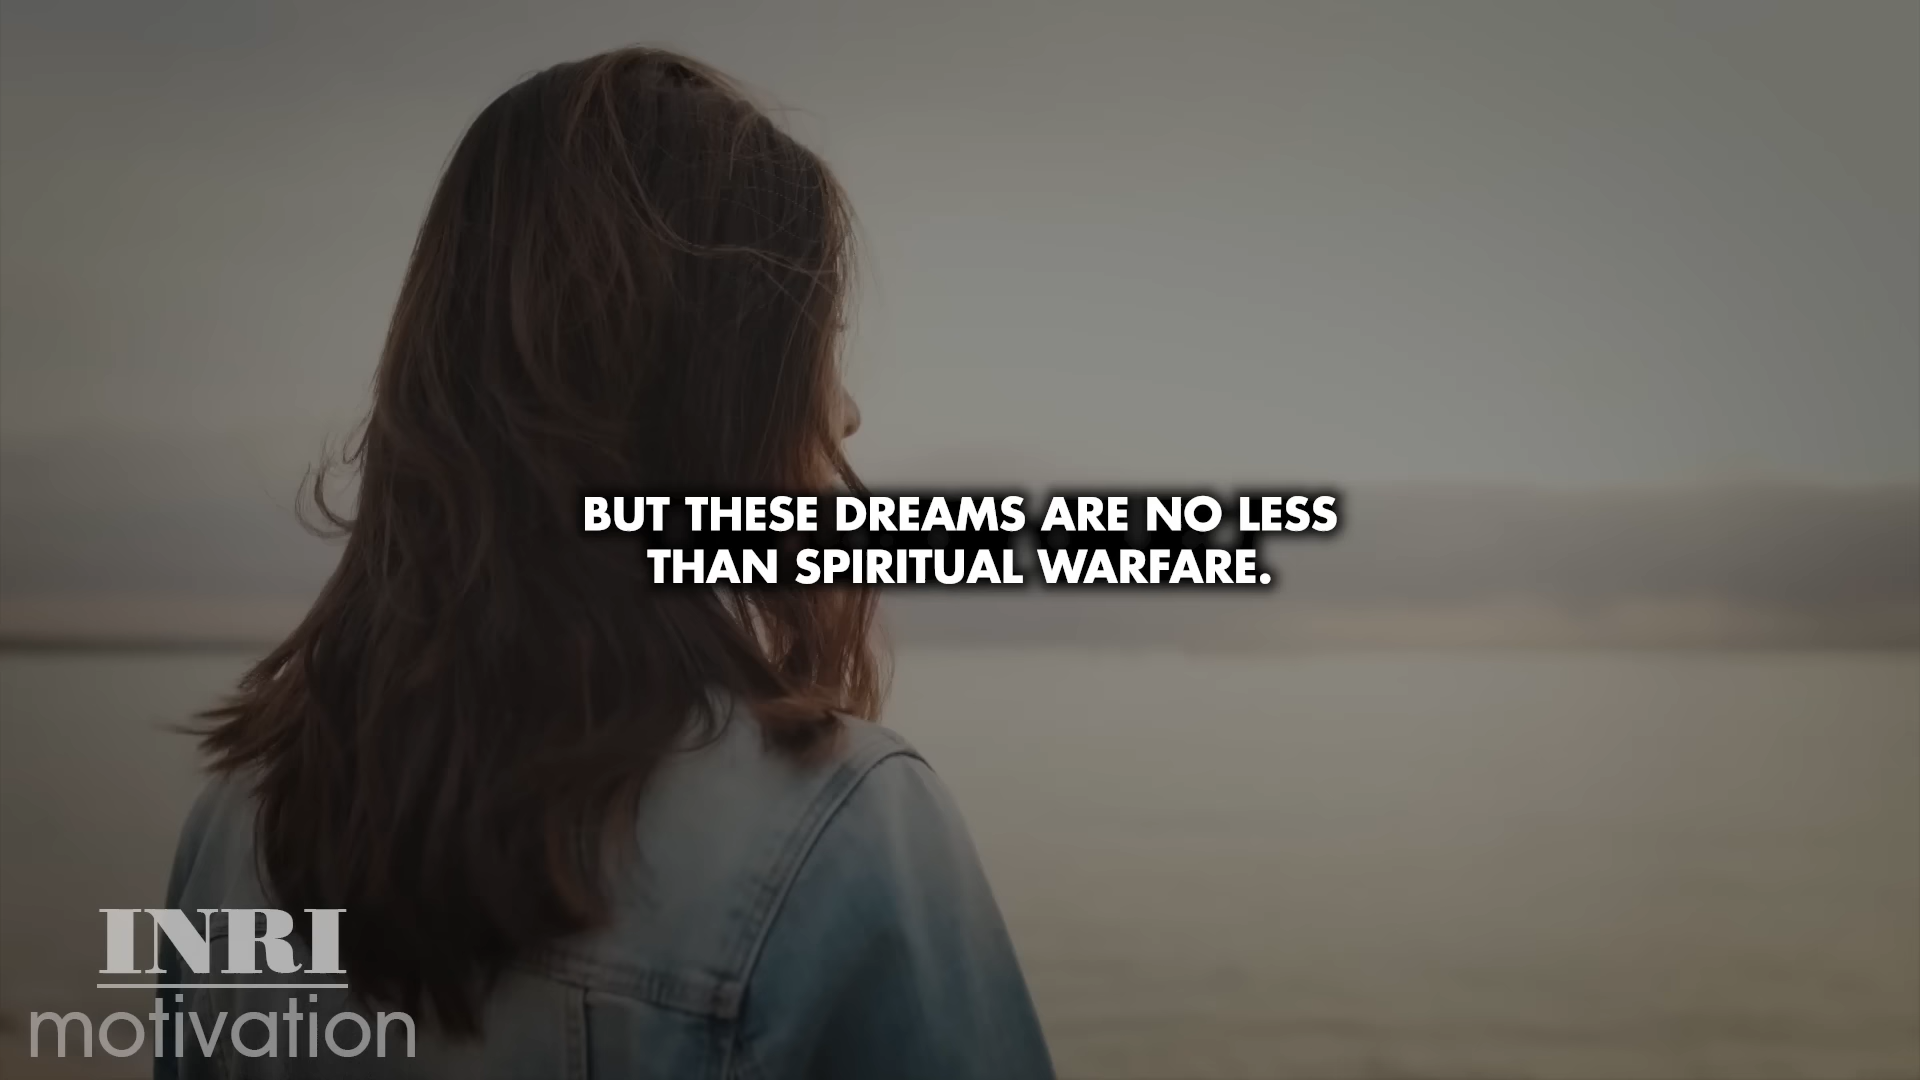 BUT THESE DREAMS ARE NO LESS
THAN SPIRITUAL WARFARE.
INRI
motivation